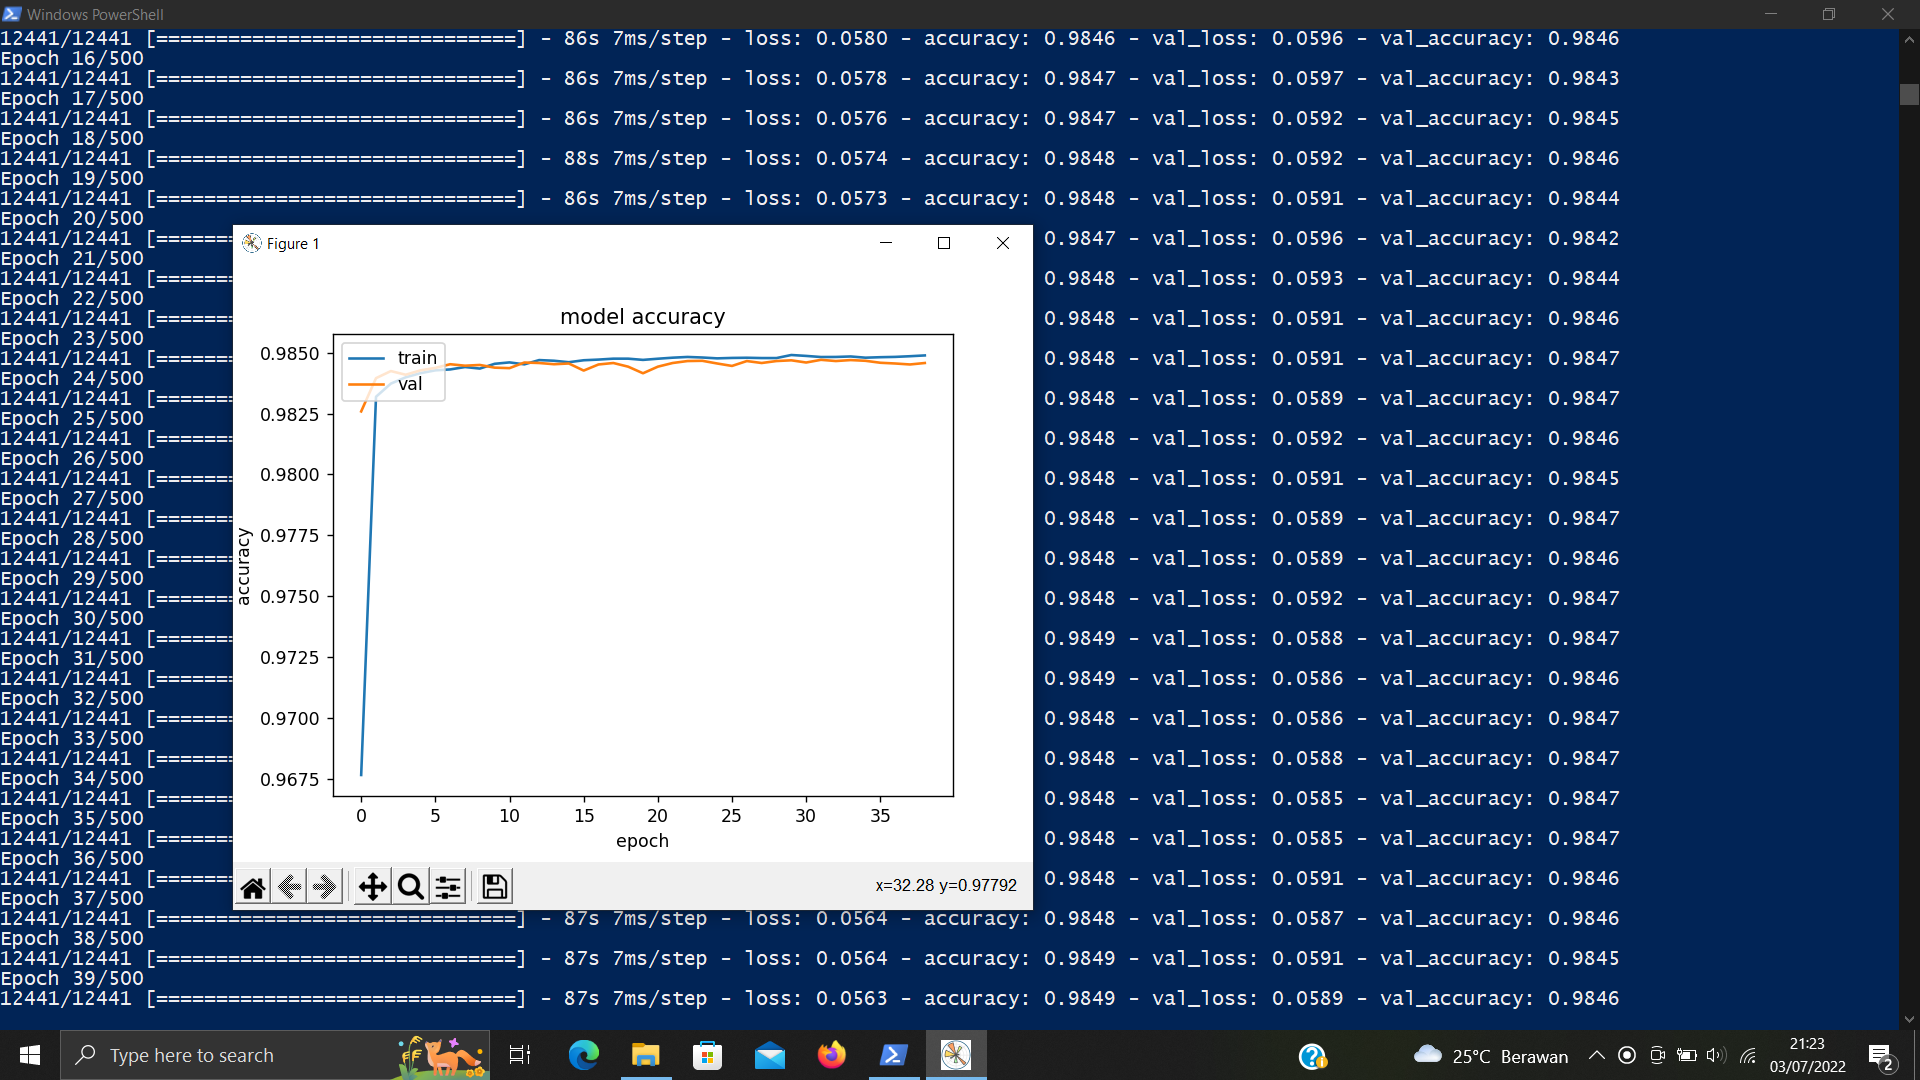 Windows PowerShell
12441/12441 [==============================] - 86s 7ms/step - loss: 0.0580 - accuracy: 0.9846 - val_loss: 0.0596 - val_accuracy: 0.9846
Epoch 16/500
12441/12441 [==============================] - 86s 7ms/step - loss: 0.0578 - accuracy: 0.9847 - val_loss: 0.0597 - val_accuracy: 0.9843
Epoch 17/500
12441/12441 [==============================] - 86s 7ms/step - loss: 0.0576 - accuracy: 0.9847 - val_loss: 0.0592 - val_accuracy: 0.9845
Epoch 18/500
12441/12441 [==============================] - 88s 7ms/step - loss: 0.0574 - accuracy: 0.9848 - val_loss: 0.0592 - val_accuracy: 0.9846
Epoch 19/500
12441/12441 [==============================] - 86s 7ms/step - loss: 0.0573 - accuracy: 0.9848 - val_loss: 0.0591 - val_accuracy: 0.9844
Epoch 20/500
12441/12441 [====== 0.9847 - val_loss: 0.0596 - val_accuracy: 0.9842
Epoch 21/500
12441/12441 [====== 0.9848 - val_loss: 0.0593 - val_accuracy: 0.9844
Epoch 22/500
12441/12441 [====== 0.9848 - val_loss: 0.0591 - val_accuracy: 0.9846
Epoch 23/500
12441/12441 [====== 0.9848 - val_loss: 0.0591 - val_accuracy: 0.9847
Epoch 24/500
12441/12441 [====== 0.9848 - val_loss: 0.0589 - val_accuracy: 0.9847
Epoch 25/500
12441/12441 [====== 0.9848 - val_loss: 0.0592 - val_accuracy: 0.9846
Epoch 26/500
12441/12441 [====== 0.9848 - val_loss: 0.0591 - val_accuracy: 0.9845
Epoch 27/500
12441/12441 [====== 0.9848 - val_loss: 0.0589 - val_accuracy: 0.9847
Epoch 28/500
12441/12441 [====== 0.9848 - val_loss: 0.0589 - val_accuracy: 0.9846
Epoch 29/500
12441/12441 [====== 0.9848 - val_loss: 0.0592 - val_accuracy: 0.9847
Epoch 30/500
12441/12441 [====== 0.9849 - val_loss: 0.0588 - val_accuracy: 0.9847
Epoch 31/500
12441/12441 [====== 0.9849 - val_loss: 0.0586 - val_accuracy: 0.9846
Epoch 32/500
12441/12441 [====== 0.9848 - val_loss: 0.0586 - val_accuracy: 0.9847
Epoch 33/500
12441/12441 [====== 0.9848 - val_loss: 0.0588 - val_accuracy: 0.9847
Epoch 34/500
12441/12441 [====== 0.9848 - val_loss: 0.0585 - val_accuracy: 0.9847
Epoch 35/500
12441/12441 [====== 0.9848 - val_loss: 0.0585 - val_accuracy: 0.9847
Epoch 36/500
12441/12441 [====== 0.9848 - val_loss: 0.0591 - val_accuracy: 0.9846
Epoch 37/500
12441/12441 [==============================] - 87s 7ms/step - loss: 0.0564 - accuracy: 0.9848 - val_loss: 0.0587 - val_accuracy: 0.9846
Epoch 38/500
12441/12441 [==============================] - 87s 7ms/step - loss: 0.0564 - accuracy: 0.9849 - val_loss: 0.0591 - val_accuracy: 0.9845
Epoch 39/500
12441/12441 [==============================] - 87s 7ms/step - loss: 0.0563 - accuracy: 0.9849 - val_loss: 0.0589 - val_accuracy: 0.9846
Figure 1
model accuracy
train
val
0.9850
0.9825
0.9800
0.9775
0.9750
0.9725
0.9700
0.9675
accuracy
0 5 10 15 20 25 30 35
epoch
x=32.28 y=0.97792
Type here to search
25°C Berawan
21:23
03/07/2022
2